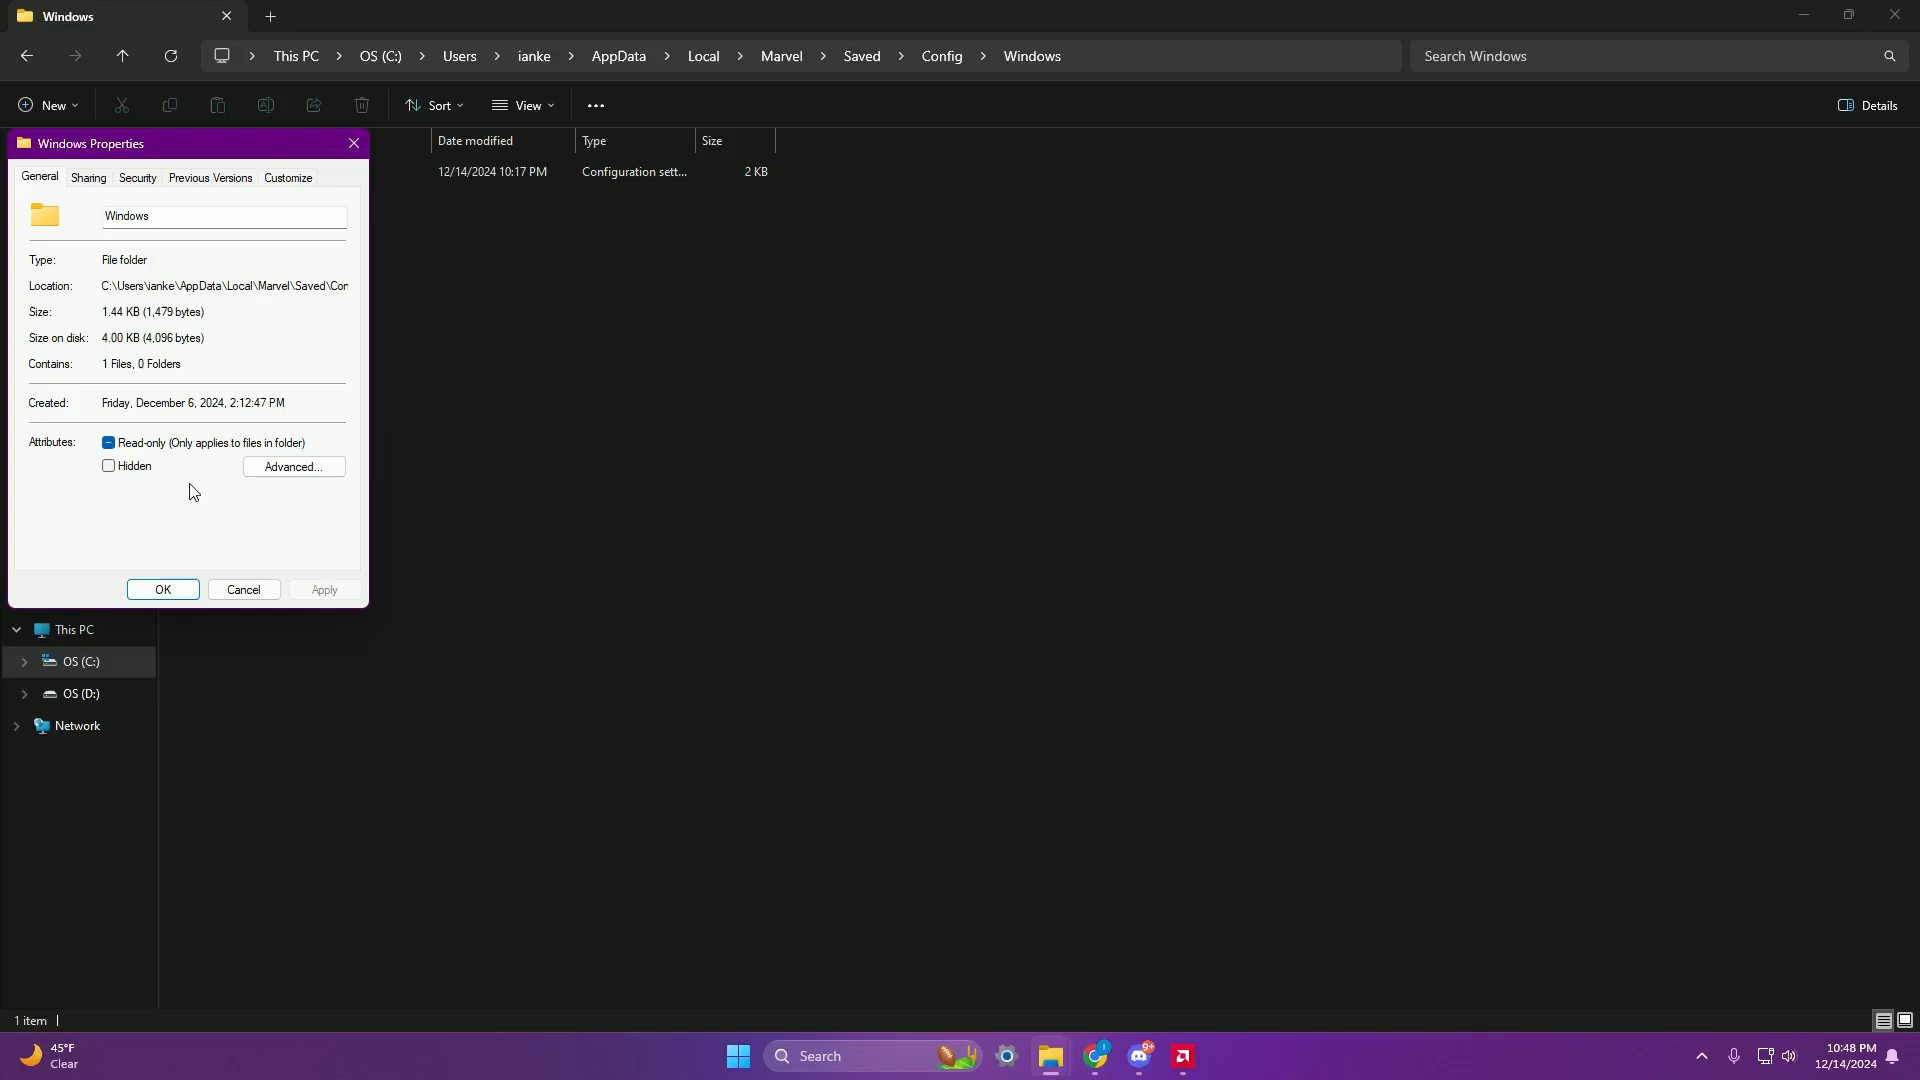 Windows
This PC > OS (C:) > Users > ianke > AppData > Local > Marvel > Saved > Config > Windows
Search Windows
New
Sort
View
Details
Windows Properties
Date modified
Type
Size
General
Sharing
Security
Previous Versions
Customize
12/14/2024 10:17 PM
Configuration sett...
2 KB
Windows
Type: File folder
Location: C:\Users\ianke\AppData\Local\Marvel\Saved\Con
Size: 1.44 KB (1,479 bytes)
Size on disk: 4.00 KB (4,096 bytes)
Contains: 1 Files, 0 Folders
Created: Friday, December 6, 2024, 2:12:47 PM
Attributes: Read-only (Only applies to files in folder)
Hidden
Advanced...
OK
Cancel
Apply
This PC
OS (C:)
OS (D:)
Network
1 item
45°F
Clear
Search
1
9+
10:48 PM
12/14/2024